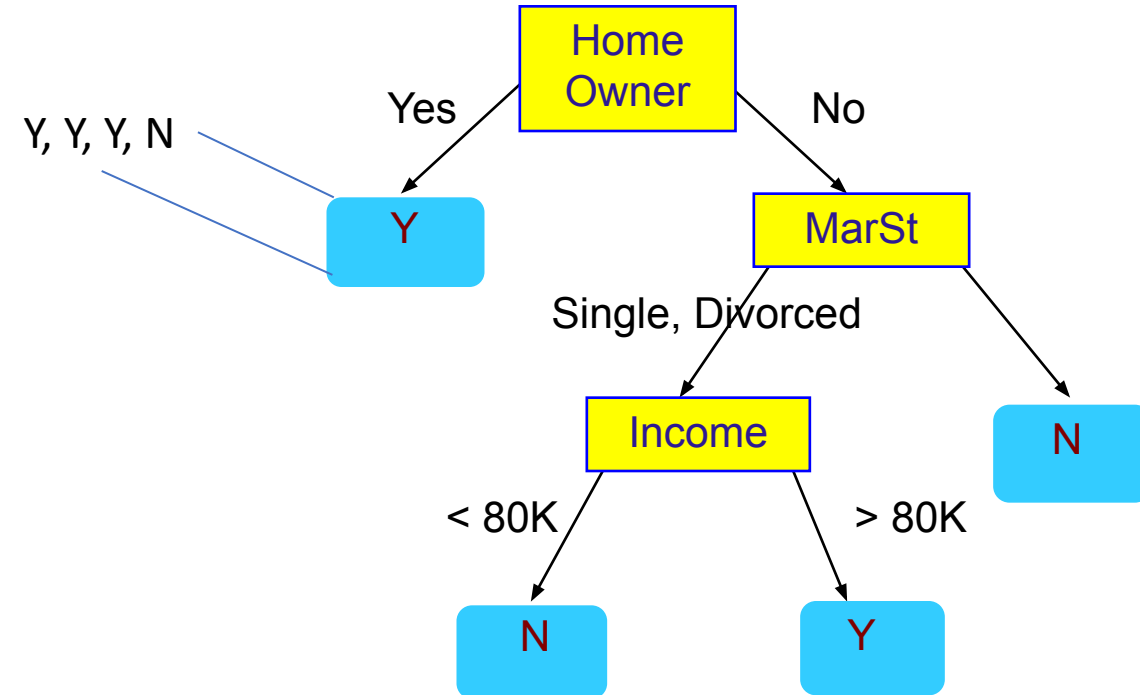 Home
Owner
Yes
No
Y, Y, Y, N
Y
MarSt
Single, Divorced
Income
N
< 80K
> 80K
N
Y